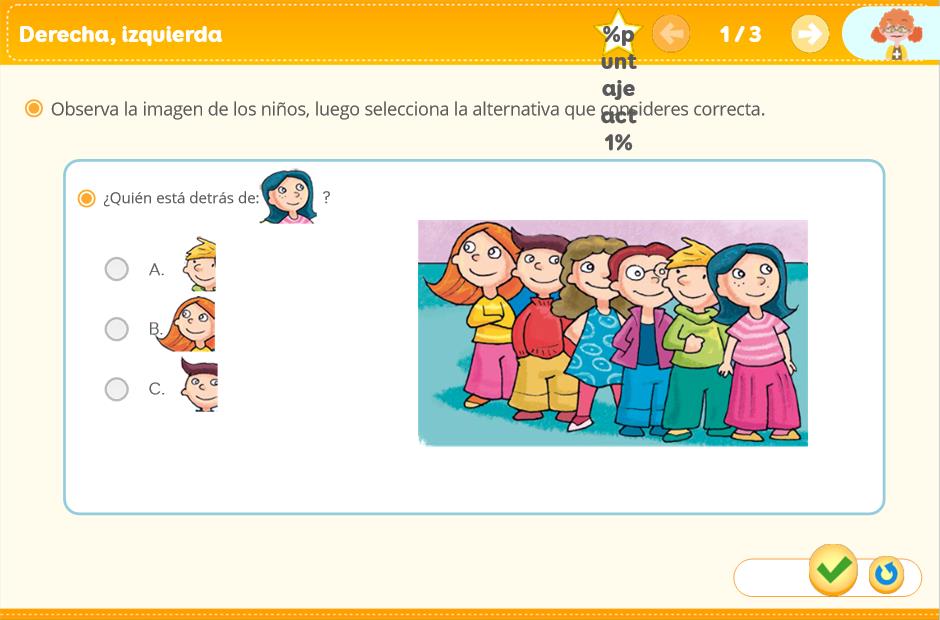 Derecha, izquierda
%p
unt
aje
act
1%
1 / 3
Observa la imagen de los niños, luego selecciona la alternativa que consideres correcta.
¿Quién está detrás de: ?
A.
B.
C.